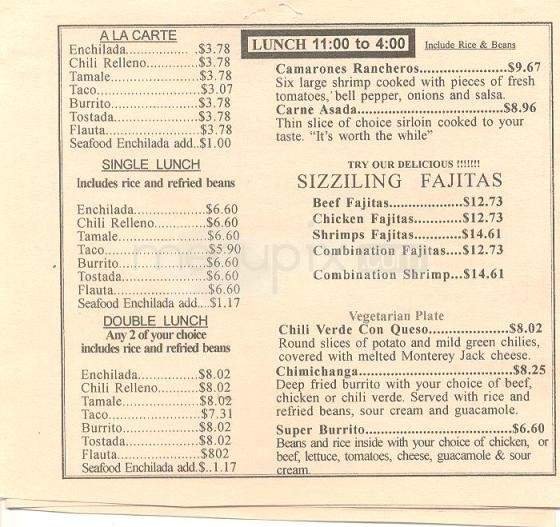 A LA CARTE
Enchilada................$3.78
Chili Relleno...........$3.78
Tamale...................$3.78
Taco.......................$3.07
Burrito....................$3.78
Tostada..................$3.78
Flauta.....................$3.78
Seafood Enchilada add..$1.00
SINGLE LUNCH
Includes rice and refried beans
Enchilada................$6.60
Chili Relleno...........$6.60
Tamale...................$6.60
Taco.......................$5.90
Burrito....................$6.60
Tostada..................$6.60
Flauta.....................$6.60
Seafood Enchilada add...$1.17
DOUBLE LUNCH
Any 2 of your choice
includes rice and refried beans
Enchilada................$8.02
Chili Relleno...........$8.02
Tamale...................$8.02
Taco.......................$7.31
Burrito....................$8.02
Tostada..................$8.02
Flauta.....................$802
Seafood Enchilada add.$..1.17
LUNCH 11:00 to 4:00 Include Rice & Beans
Camarones Rancheros....................$9.67
Six large shrimp cooked with pieces of fresh
tomatoes, bell pepper, onions and salsa.
Carne Asada.................................$8.96
Thin slice of choice sirloin cooked to your
taste. “It's worth the while”
TRY OUR DELICIOUS !!!!!!!
SIZZILING FAJITAS
Beef Fajitas..................$12.73
Chicken Fajitas............$12.73
Shrimps Fajitas............$14.61
Combination Fajitas....$12.73
Combination Shrimp...$14.61
Vegetarian Plate
Chili Verde Con Queso....................$8.02
Round slices of potato and mild green chilies,
covered with melted Monterey Jack cheese.
Chimichanga..................................$8.25
Deep fried burrito with your choice of beef,
chicken or chili verde. Served with rice and
refried beans, sour cream and guacamole.
Super Burrito..................................$6.60
Beans and rice inside with your choice of chicken, or
beef, lettuce, tomatoes, cheese, guacamole & sour
cream.